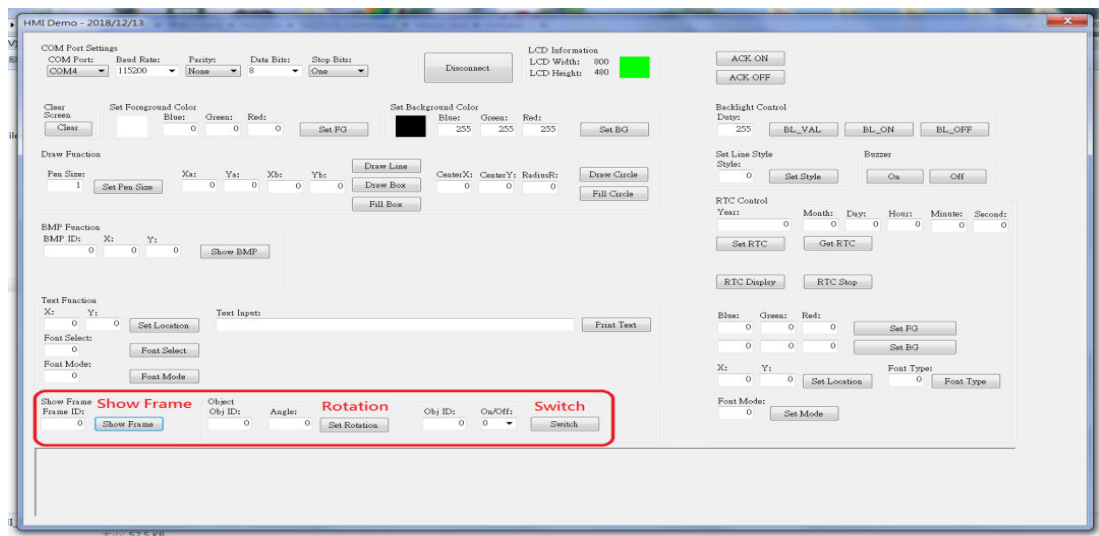 HMI Demo - 2018/12/13
COM Port Settings
COM Port: Baud Rate: Parity: Data Bits: Stop Bits:
COM4 115200 None 8 One
Disconnect
LCD Information
LCD Width: 800
LCD Height: 480
ACK ON
ACK OFF
Clear Screen
Clear
Set Foreground Color
Blue: Green: Red:
0 0 0 Set FG
Set Background Color
Blue: Green: Red:
255 255 255 Set BG
Backlight Control
Duty:
255 BL_VAL BL_ON BL_OFF
Draw Function
Pen Size:
1 Set Pen Size
Xa: Ya: Xb: Yb:
0 0 0 0
Draw Line
Draw Box
Fill Box
CenterX: CenterY: RadiusR:
0 0 0
Draw Circle
Fill Circle
Set Line Style
Style:
0 Set Style
Buzzer
On Off
RTC Control
Year: Month: Day: Hour: Minute: Second:
0 0 0 0 0 0
Set RTC Get RTC
RTC Display RTC Stop
BMP Function
BMP ID: X: Y:
0 0 0 Show BMP
Text Function
X: Y:
0 0 Set Location
Text Input:
Print Text
Font Select:
0 Font Select
Font Mode:
0 Font Mode
Blue: Green: Red:
0 0 0 Set FG
0 0 0 Set BG
X: Y: Font Type:
0 0 Set Location 0 Font Type
Font Mode:
0 Set Mode
Show Frame Show Frame
Frame ID:
0 Show Frame
Object
Obj ID: Angle: Rotation
0 0 Set Rotation
Obj ID: On/Off: Switch
0 0 Switch